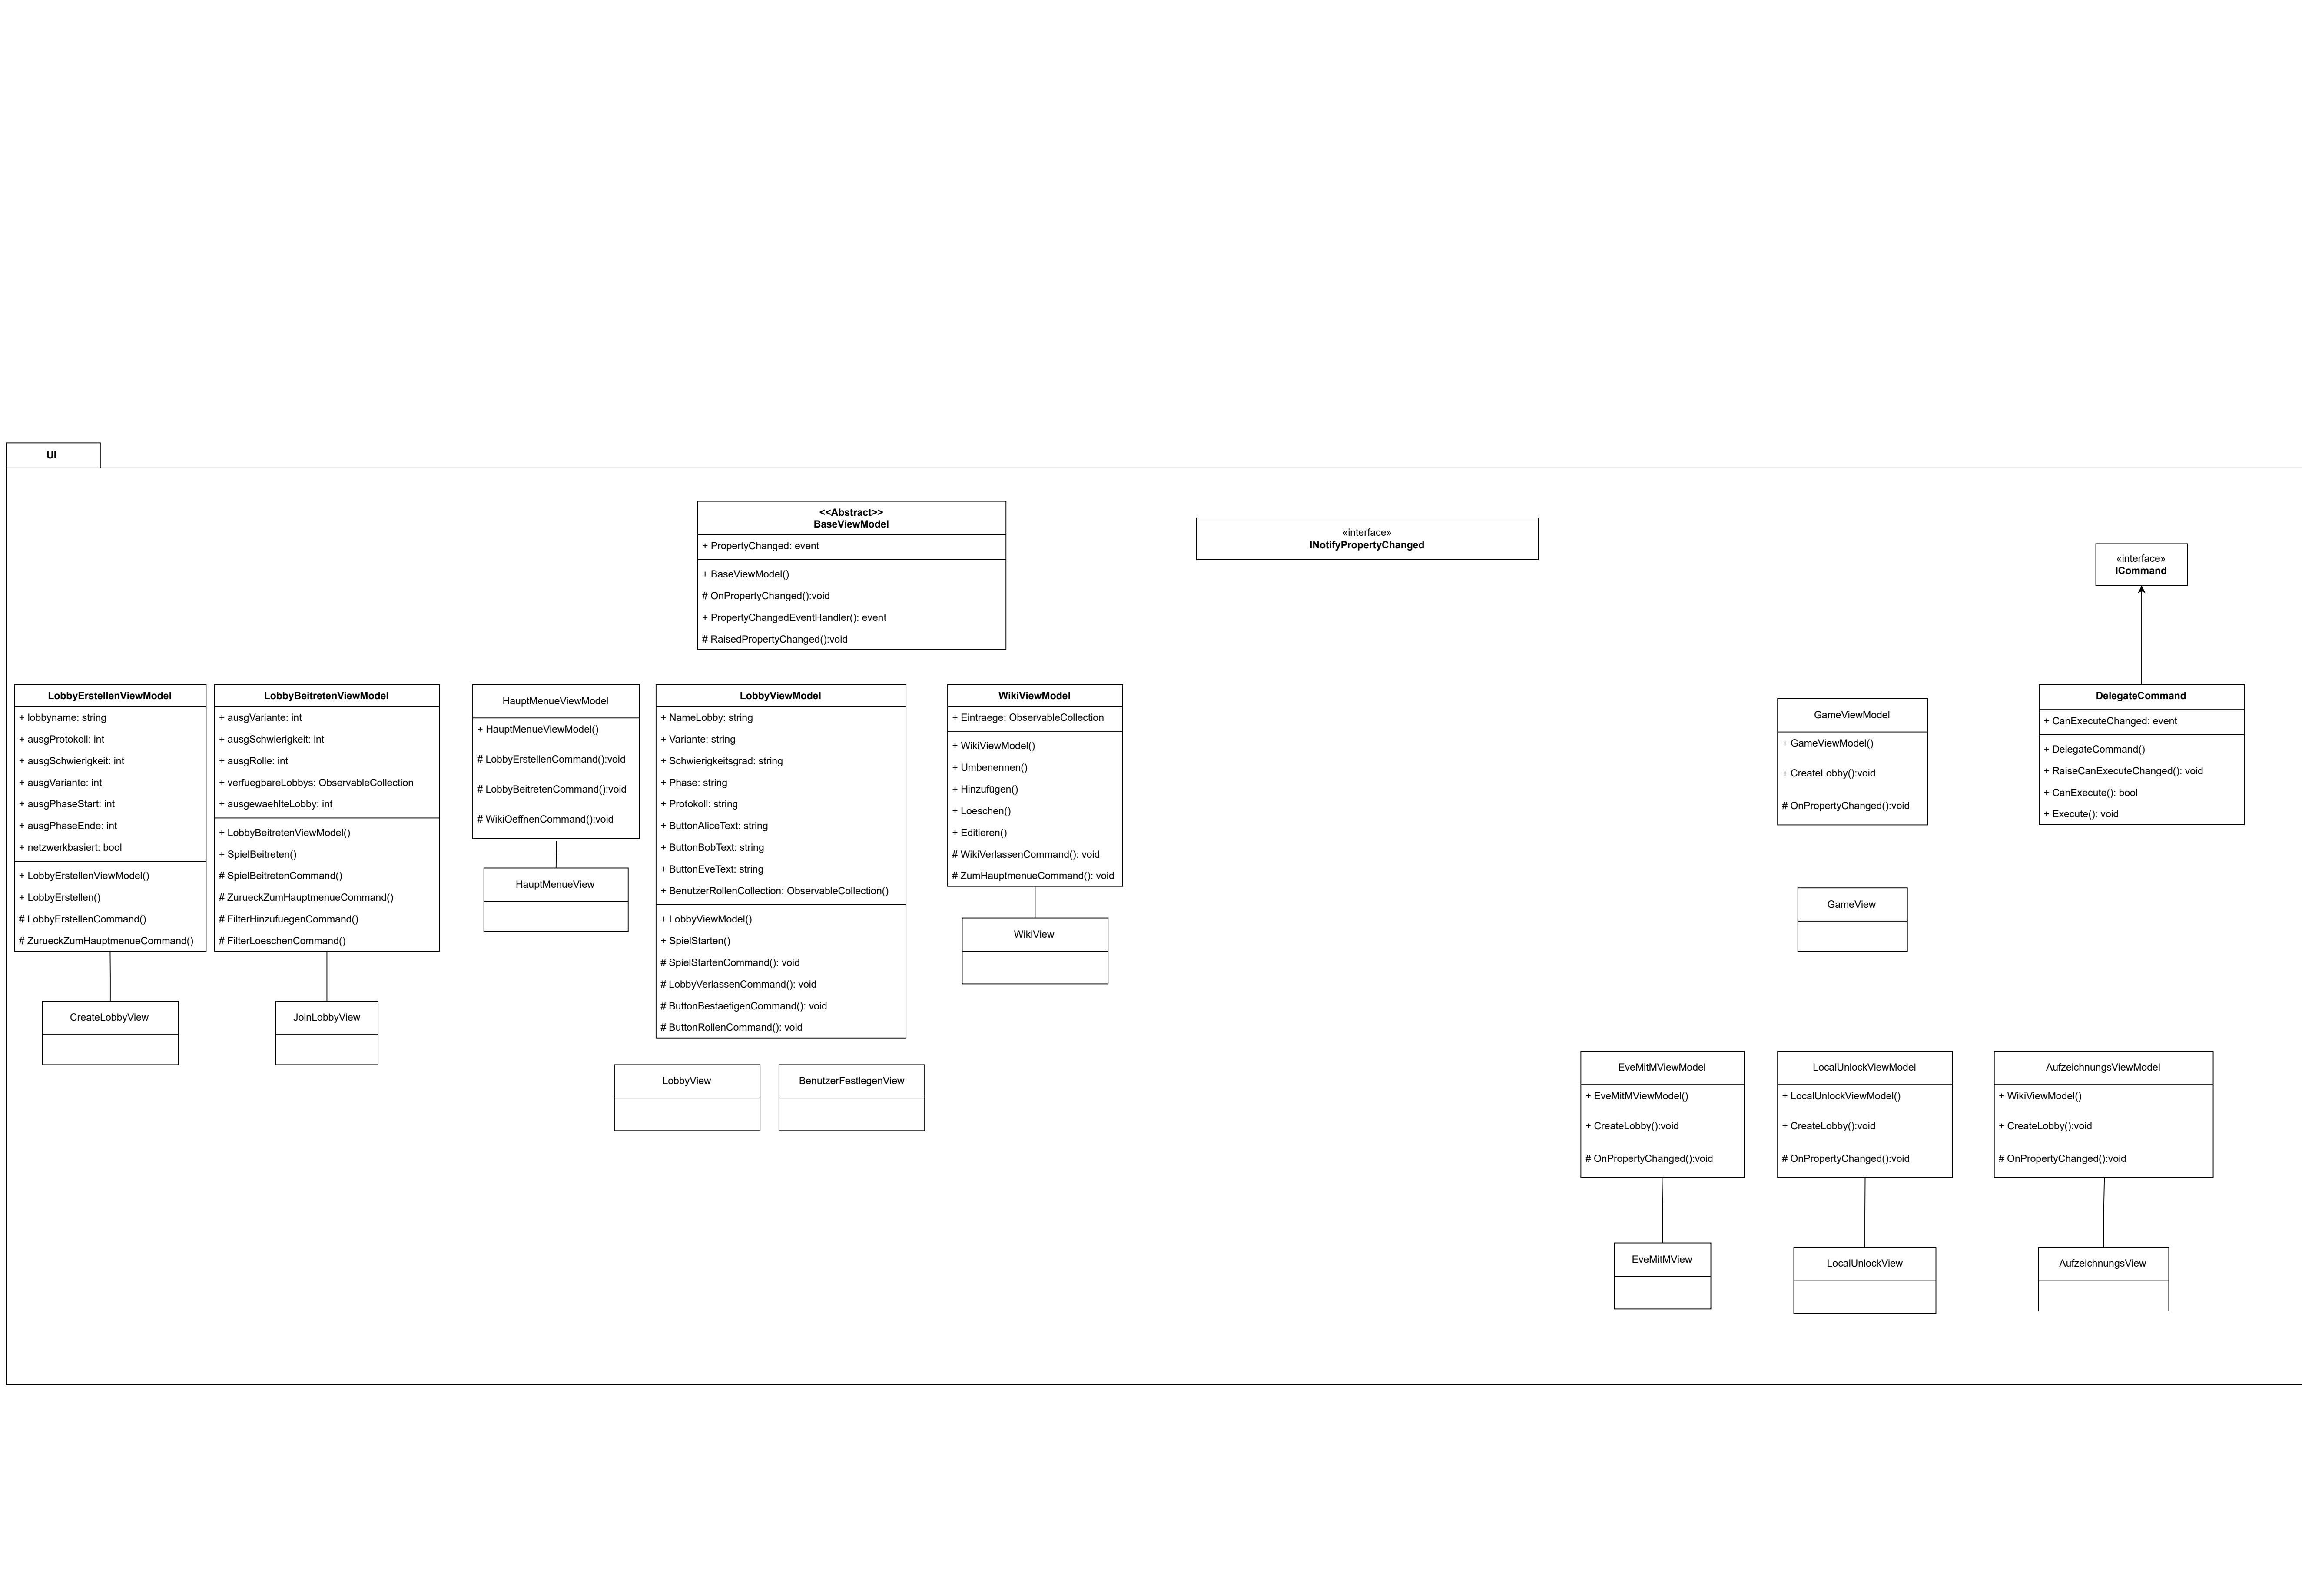 UI
<<Abstract>>
BaseViewModel
+ PropertyChanged: event
+ BaseViewModel()
# OnPropertyChanged():void
+ PropertyChangedEventHandler(): event
# RaisedPropertyChanged():void
«interface»
INotifyPropertyChanged
«interface»
ICommand
LobbyErstellenViewModel
+ lobbyname: string
+ ausgProtokoll: int
+ ausgSchwierigkeit: int
+ ausgVariante: int
+ ausgPhaseStart: int
+ ausgPhaseEnde: int
+ netzwerkbasiert: bool
+ LobbyErstellenViewModel()
+ LobbyErstellen()
# LobbyErstellenCommand()
# ZurueckZumHauptmenueCommand()
LobbyBeitretenViewModel
+ ausgVariante: int
+ ausgSchwierigkeit: int
+ ausgRolle: int
+ verfuegbareLobbys: ObservableCollection
+ ausgewaehlteLobby: int
+ LobbyBeitretenViewModel()
+ SpielBeitreten()
# SpielBeitretenCommand()
# ZurueckZumHauptmenueCommand()
# FilterHinzufuegenCommand()
# FilterLoeschenCommand()
HauptMenueViewModel
+ HauptMenueViewModel()
# LobbyErstellenCommand():void
# LobbyBeitretenCommand():void
# WikiOeffnenCommand():void
HauptMenueView
LobbyViewModel
+ NameLobby: string
+ Variante: string
+ Schwierigkeitsgrad: string
+ Phase: string
+ Protokoll: string
+ ButtonAliceText: string
+ ButtonBobText: string
+ ButtonEveText: string
+ BenutzerRollenCollection: ObservableCollection()
+ LobbyViewModel()
+ SpielStarten()
# SpielStartenCommand(): void
# LobbyVerlassenCommand(): void
# ButtonBestaetigenCommand(): void
# ButtonRollenCommand(): void
WikiViewModel
+ Eintraege: ObservableCollection
+ WikiViewModel()
+ Umbenennen()
+ Hinzufügen()
+ Loeschen()
+ Editieren()
# WikiVerlassenCommand(): void
# ZumHauptmenueCommand(): void
WikiView
GameViewModel
+ GameViewModel()
+ CreateLobby():void
# OnPropertyChanged():void
DelegateCommand
+ CanExecuteChanged: event
+ DelegateCommand()
+ RaiseCanExecuteChanged(): void
+ CanExecute(): bool
+ Execute(): void
GameView
CreateLobbyView
JoinLobbyView
LobbyView
BenutzerFestlegenView
EveMitMViewModel
+ EveMitMViewModel()
+ CreateLobby():void
# OnPropertyChanged():void
LocalUnlockViewModel
+ LocalUnlockViewModel()
+ CreateLobby():void
# OnPropertyChanged():void
AufzeichnungsViewModel
+ WikiViewModel()
+ CreateLobby():void
# OnPropertyChanged():void
EveMitMView
LocalUnlockView
AufzeichnungsView